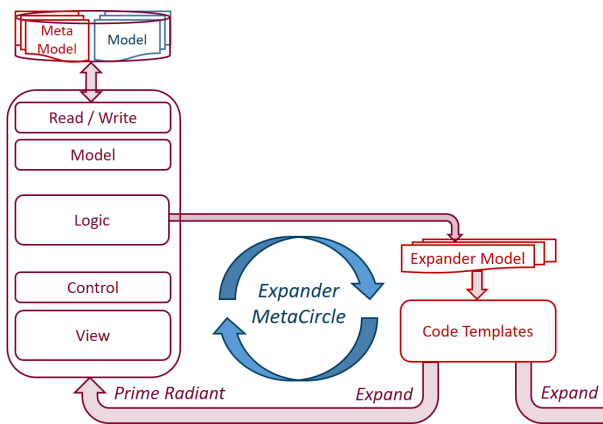 Meta
Model
Model
Read / Write
Model
Logic
Control
View
Expander
MetaCircle
Expander Model
Code Templates
Prime Radiant
Expand
Expand